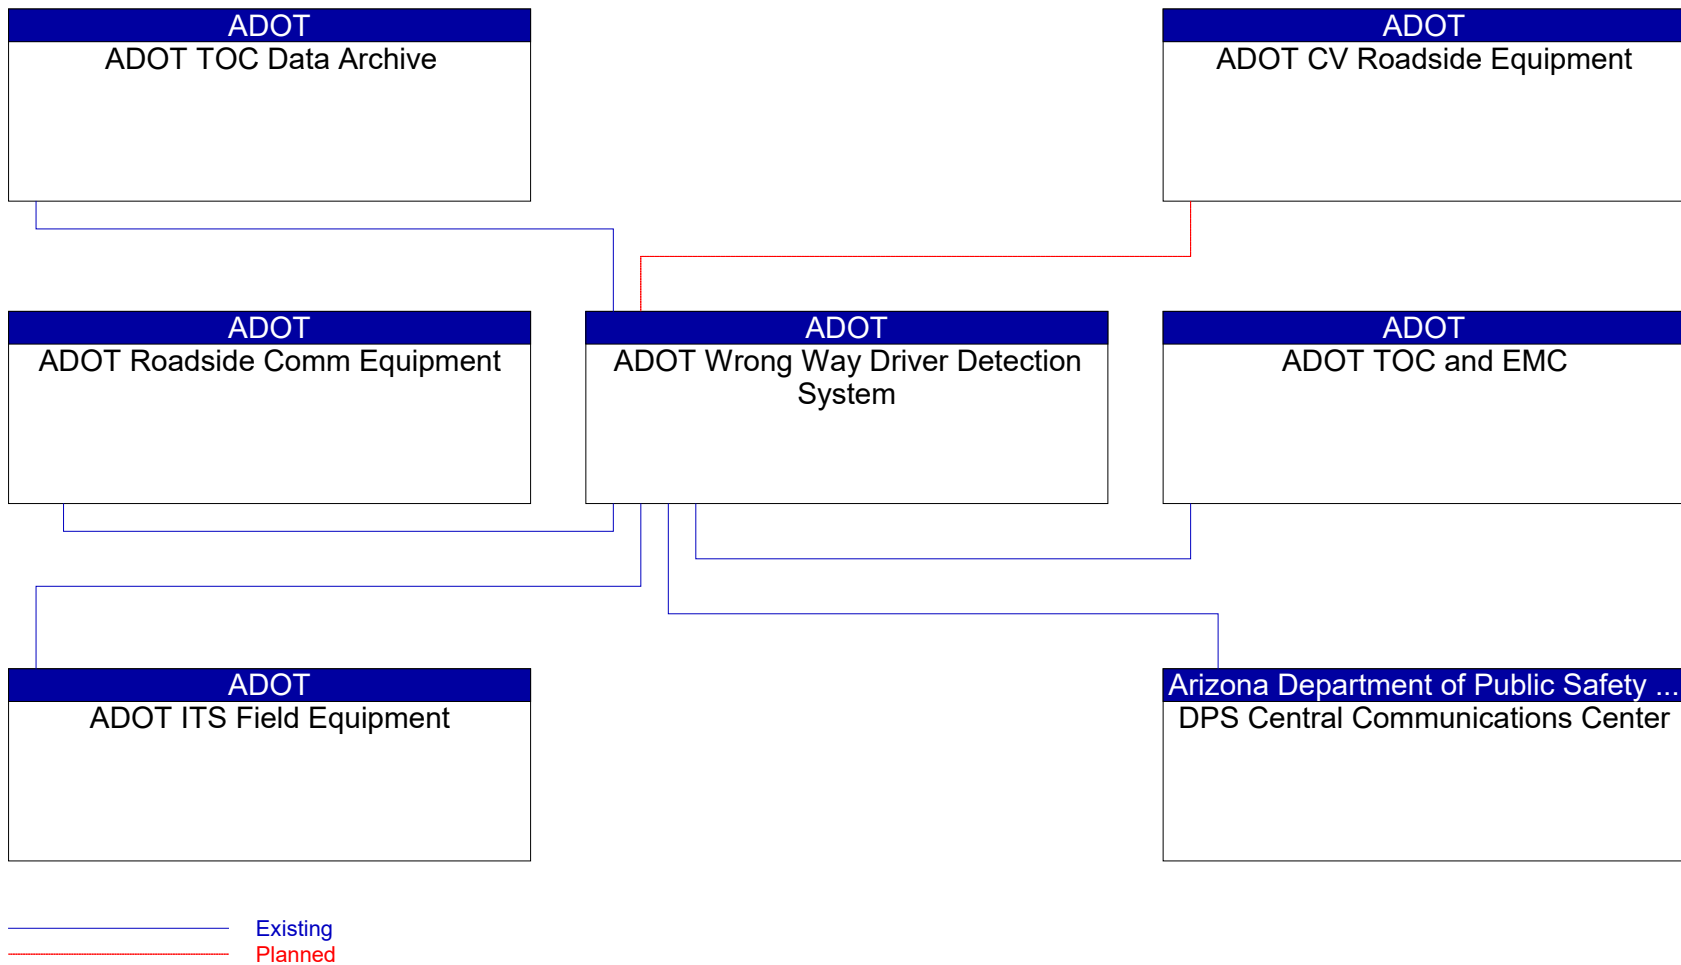 ADOT
ADOT TOC Data Archive
ADOT
ADOT CV Roadside Equipment
ADOT
ADOT Roadside Comm Equipment
ADOT
ADOT Wrong Way Driver Detection
System
ADOT
ADOT TOC and EMC
ADOT
ADOT ITS Field Equipment
Arizona Department of Public Safety ...
DPS Central Communications Center
Existing
Planned